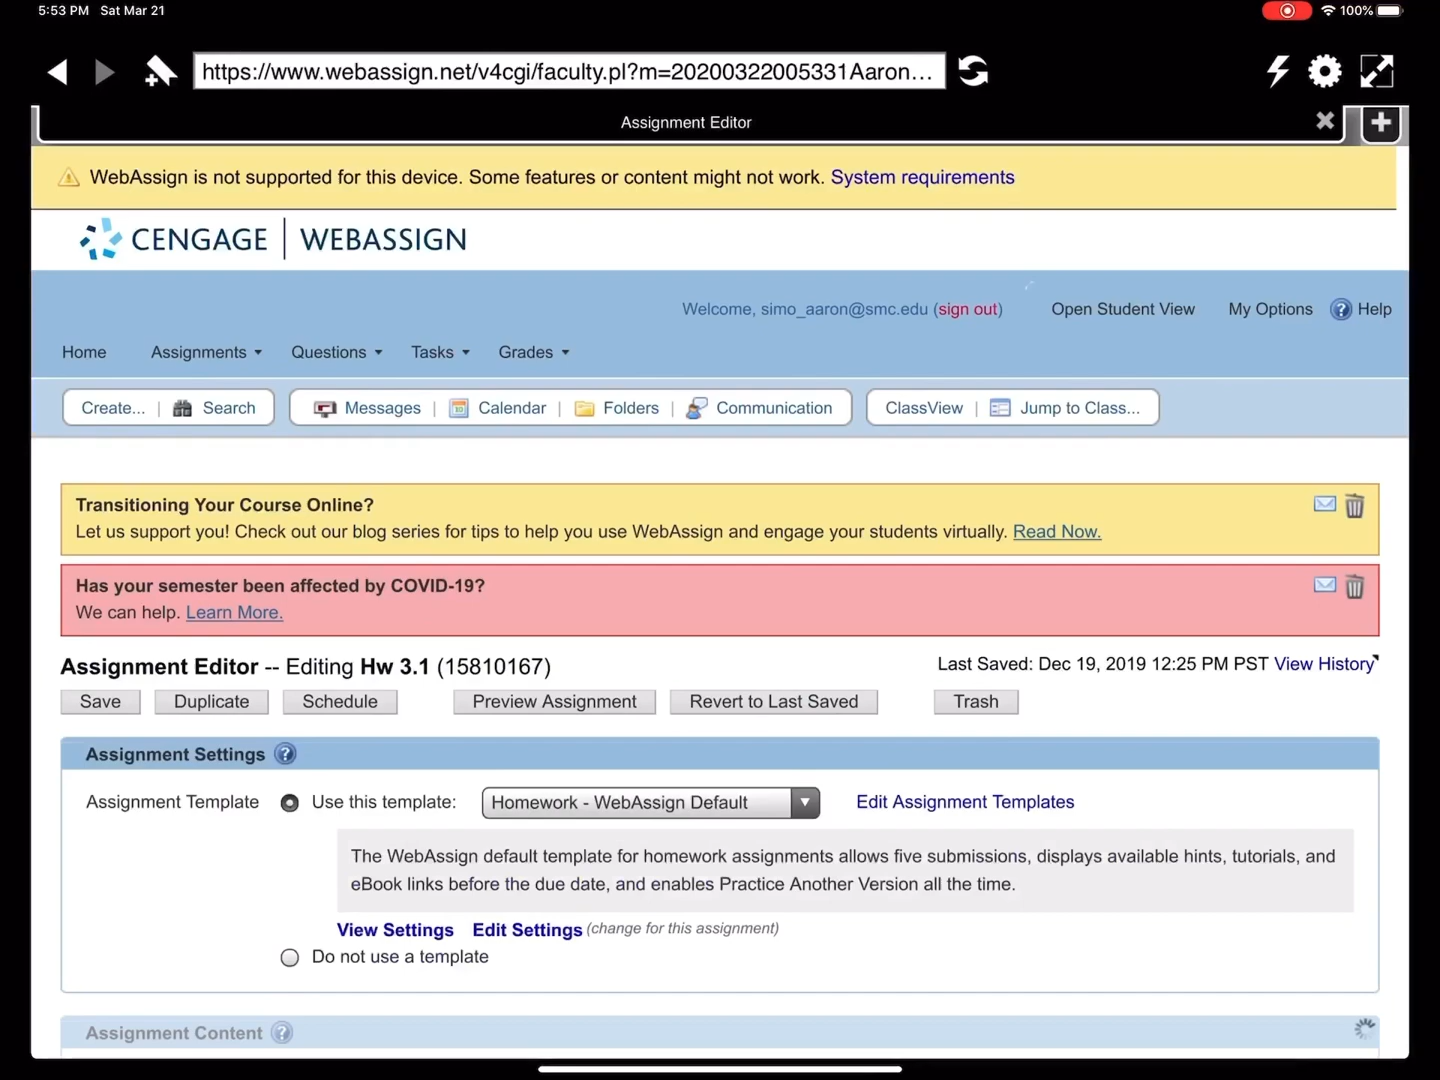 5:53 PM Sat Mar 21 100%
https://www.webassign.net/v4cgi/faculty.pl?m=20200322005331Aaron...
Assignment Editor
WebAssign is not supported for this device. Some features or content might not work. System requirements
CENGAGE | WEBASSIGN
Welcome, simo_aaron@smc.edu (sign out) Open Student View My Options ? Help
Home Assignments Questions Tasks Grades
Create... | Search Messages | Calendar | Folders | Communication ClassView | Jump to Class...
Transitioning Your Course Online?
Let us support you! Check out our blog series for tips to help you use WebAssign and engage your students virtually. Read Now.
Has your semester been affected by COVID-19?
We can help. Learn More.
Assignment Editor -- Editing Hw 3.1 (15810167) Last Saved: Dec 19, 2019 12:25 PM PST View History
Save Duplicate Schedule Preview Assignment Revert to Last Saved Trash
Assignment Settings ?
Assignment Template Use this template: Homework - WebAssign Default Edit Assignment Templates
The WebAssign default template for homework assignments allows five submissions, displays available hints, tutorials, and
eBook links before the due date, and enables Practice Another Version all the time.
View Settings Edit Settings (change for this assignment)
Do not use a template
Assignment Content ?